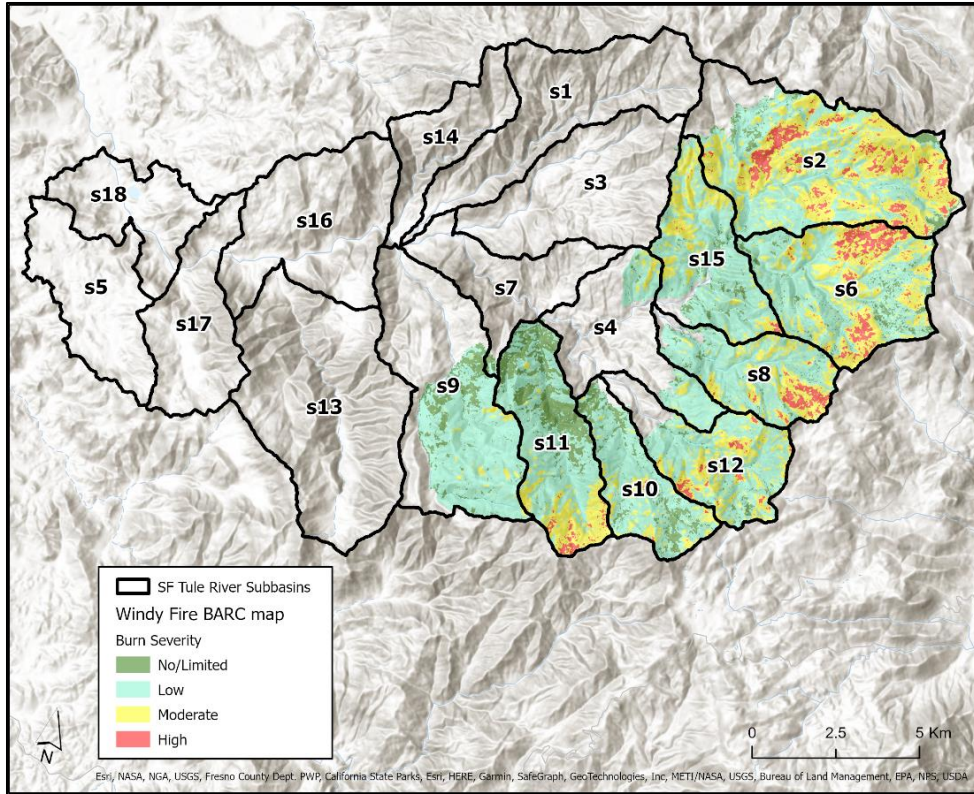 s1
s14
s2
s3
s18
s16
s15
s5
s7
s6
s17
s4
s8
s9
s13
s11
s12
s10
SF Tule River Subbasins
Windy Fire BARC map
Burn Severity
No/Limited
Low
Moderate
High
N
0 2.5 5 Km
Esri, NASA, NGA, USGS, Fresno County Dept. PWP, California State Parks, Esri, HERE, Garmin, SafeGraph, GeoTechnologies, Inc, METI/NASA, USGS, Bureau of Land Management, EPA, NPS, USDA